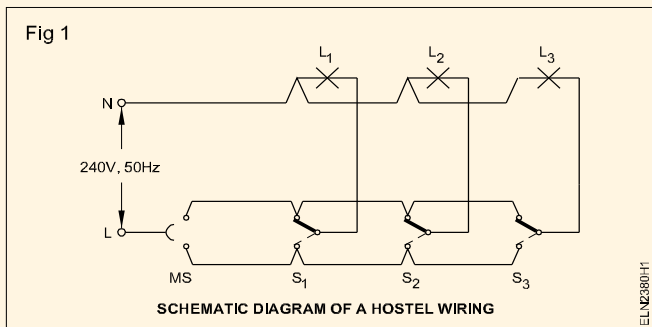 Fig 1
L1 L2 L3
N
240V, 50Hz
L
MS S1 S2 S3
SCHEMATIC DIAGRAM OF A HOSTEL WIRING
ELN2380H1